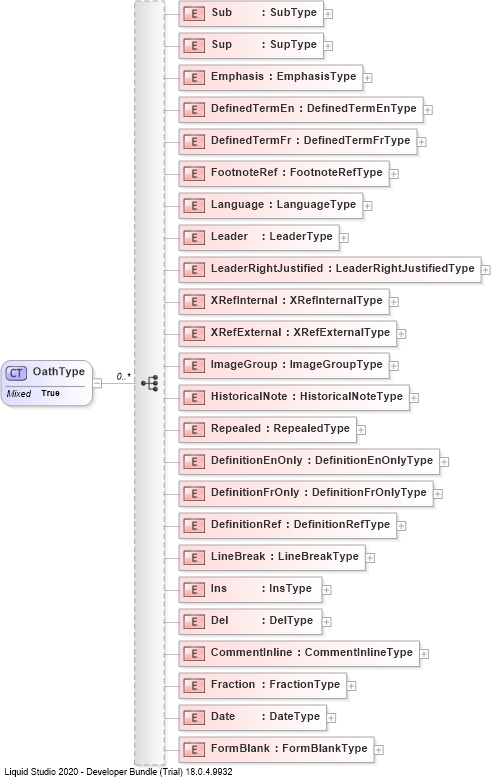 E Sub : SubType
E Sup : SupType
E Emphasis : EmphasisType
E DefinedTermEn : DefinedTermEnType
E DefinedTermFr : DefinedTermFrType
E FootnoteRef : FootnoteRefType
E Language : LanguageType
E Leader : LeaderType
E LeaderRightJustified : LeaderRightJustifiedType
E XRefInternal : XRefInternalType
E XRefExternal : XRefExternalType
E ImageGroup : ImageGroupType
CT OathType
0..*
Mixed True
E HistoricalNote : HistoricalNoteType
E Repealed : RepealedType
E DefinitionEnOnly : DefinitionEnOnlyType
E DefinitionFrOnly : DefinitionFrOnlyType
E DefinitionRef : DefinitionRefType
E LineBreak : LineBreakType
E Ins : InsType
E Del : DelType
E CommentInline : CommentInlineType
E Fraction : FractionType
E Date : DateType
E FormBlank : FormBlankType
Liquid Studio 2020 - Developer Bundle (Trial) 18.0.4.9932